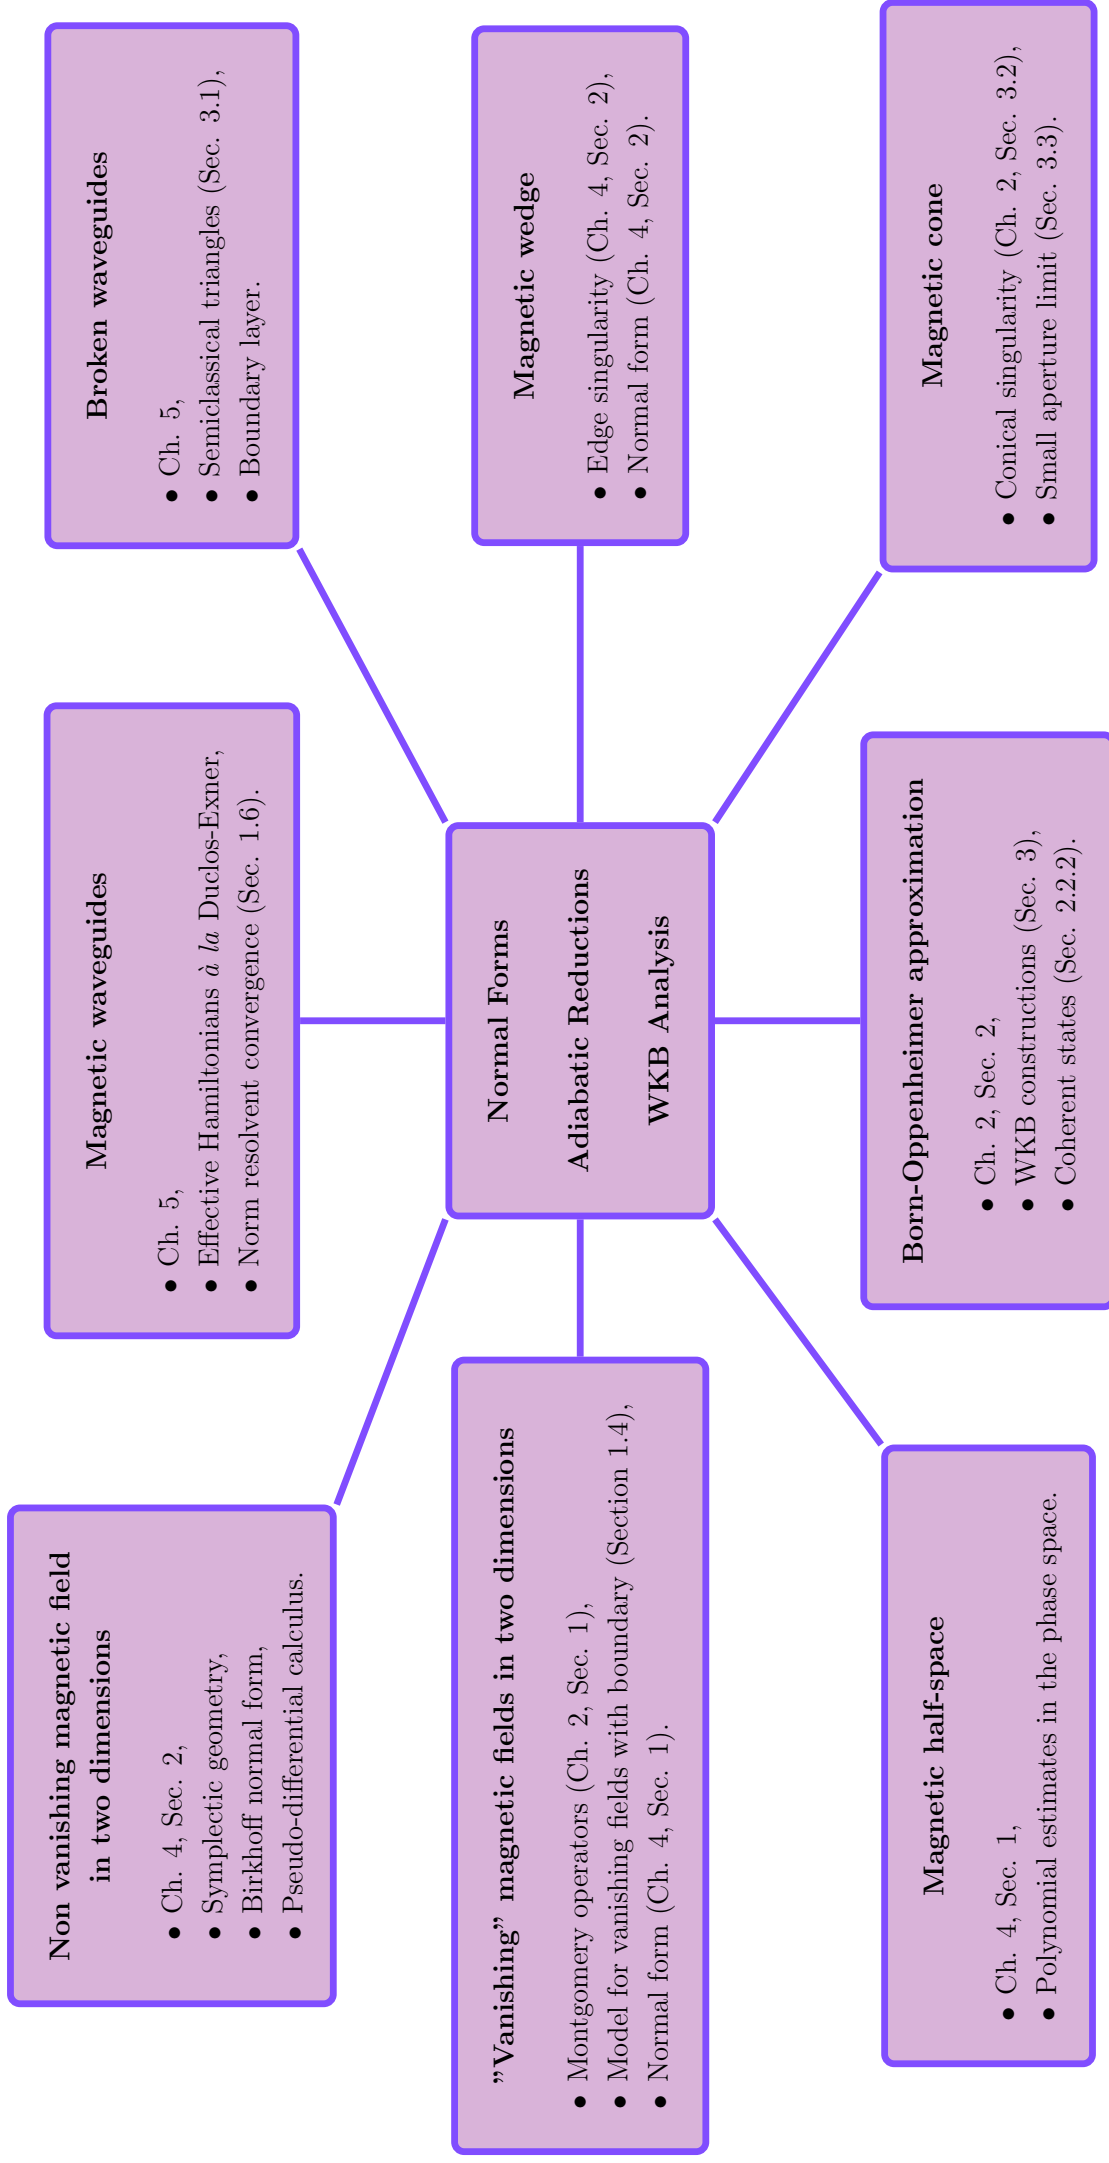 Non vanishing magnetic field
in two dimensions
• Ch. 4, Sec. 2,
• Symplectic geometry,
• Birkhoff normal form,
• Pseudo-differential calculus.
Magnetic waveguides
• Ch. 5,
• Effective Hamiltonians à la Duclos-Exner,
• Norm resolvent convergence (Sec. 1.6).
Broken waveguides
• Ch. 5,
• Semiclassical triangles (Sec. 3.1),
• Boundary layer.
”Vanishing” magnetic fields in two dimensions
• Montgomery operators (Ch. 2, Sec. 1),
• Model for vanishing fields with boundary (Section 1.4),
• Normal form (Ch. 4, Sec. 1).
Normal Forms
Adiabatic Reductions
WKB Analysis
Magnetic wedge
• Edge singularity (Ch. 4, Sec. 2),
• Normal form (Ch. 4, Sec. 2).
Magnetic half-space
• Ch. 4, Sec. 1,
• Polynomial estimates in the phase space.
Born-Oppenheimer approximation
• Ch. 2, Sec. 2,
• WKB constructions (Sec. 3),
• Coherent states (Sec. 2.2.2).
Magnetic cone
• Conical singularity (Ch. 2, Sec. 3.2),
• Small aperture limit (Sec. 3.3).